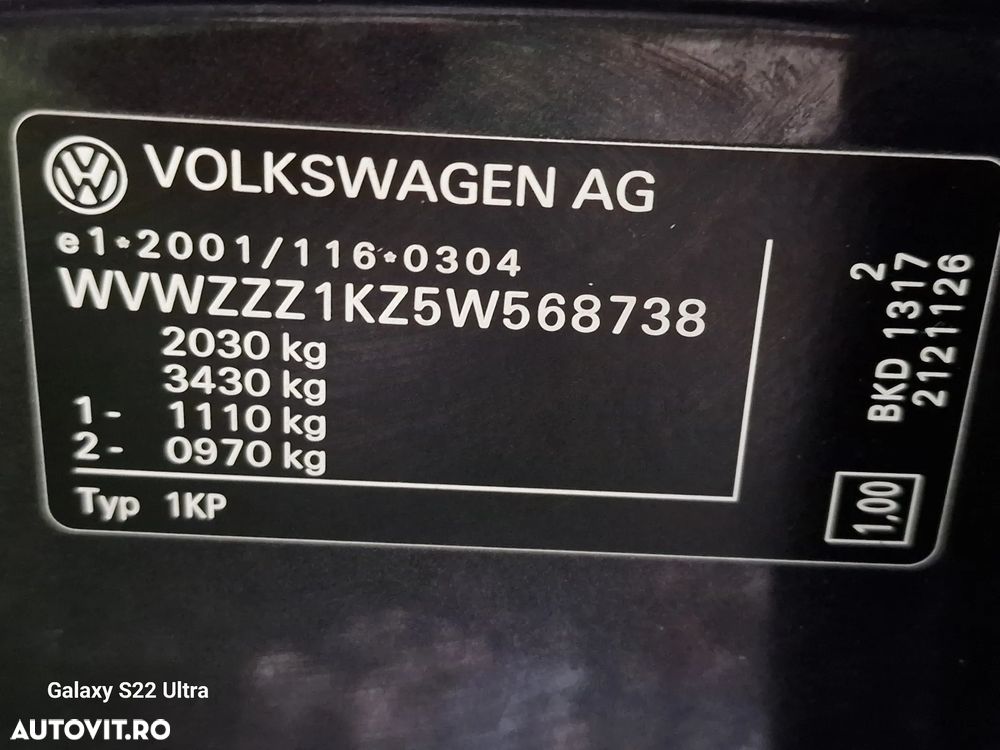 VOLKSWAGEN AG
e1*2001/116*0304
WVWZZZ1KZ5W568738
2030 kg
3430 kg
1- 1110 kg
2- 0970 kg
Typ 1KP
2
BKD 1317
2121126
1,00
Galaxy S22 Ultra
AUTOVIT.RO